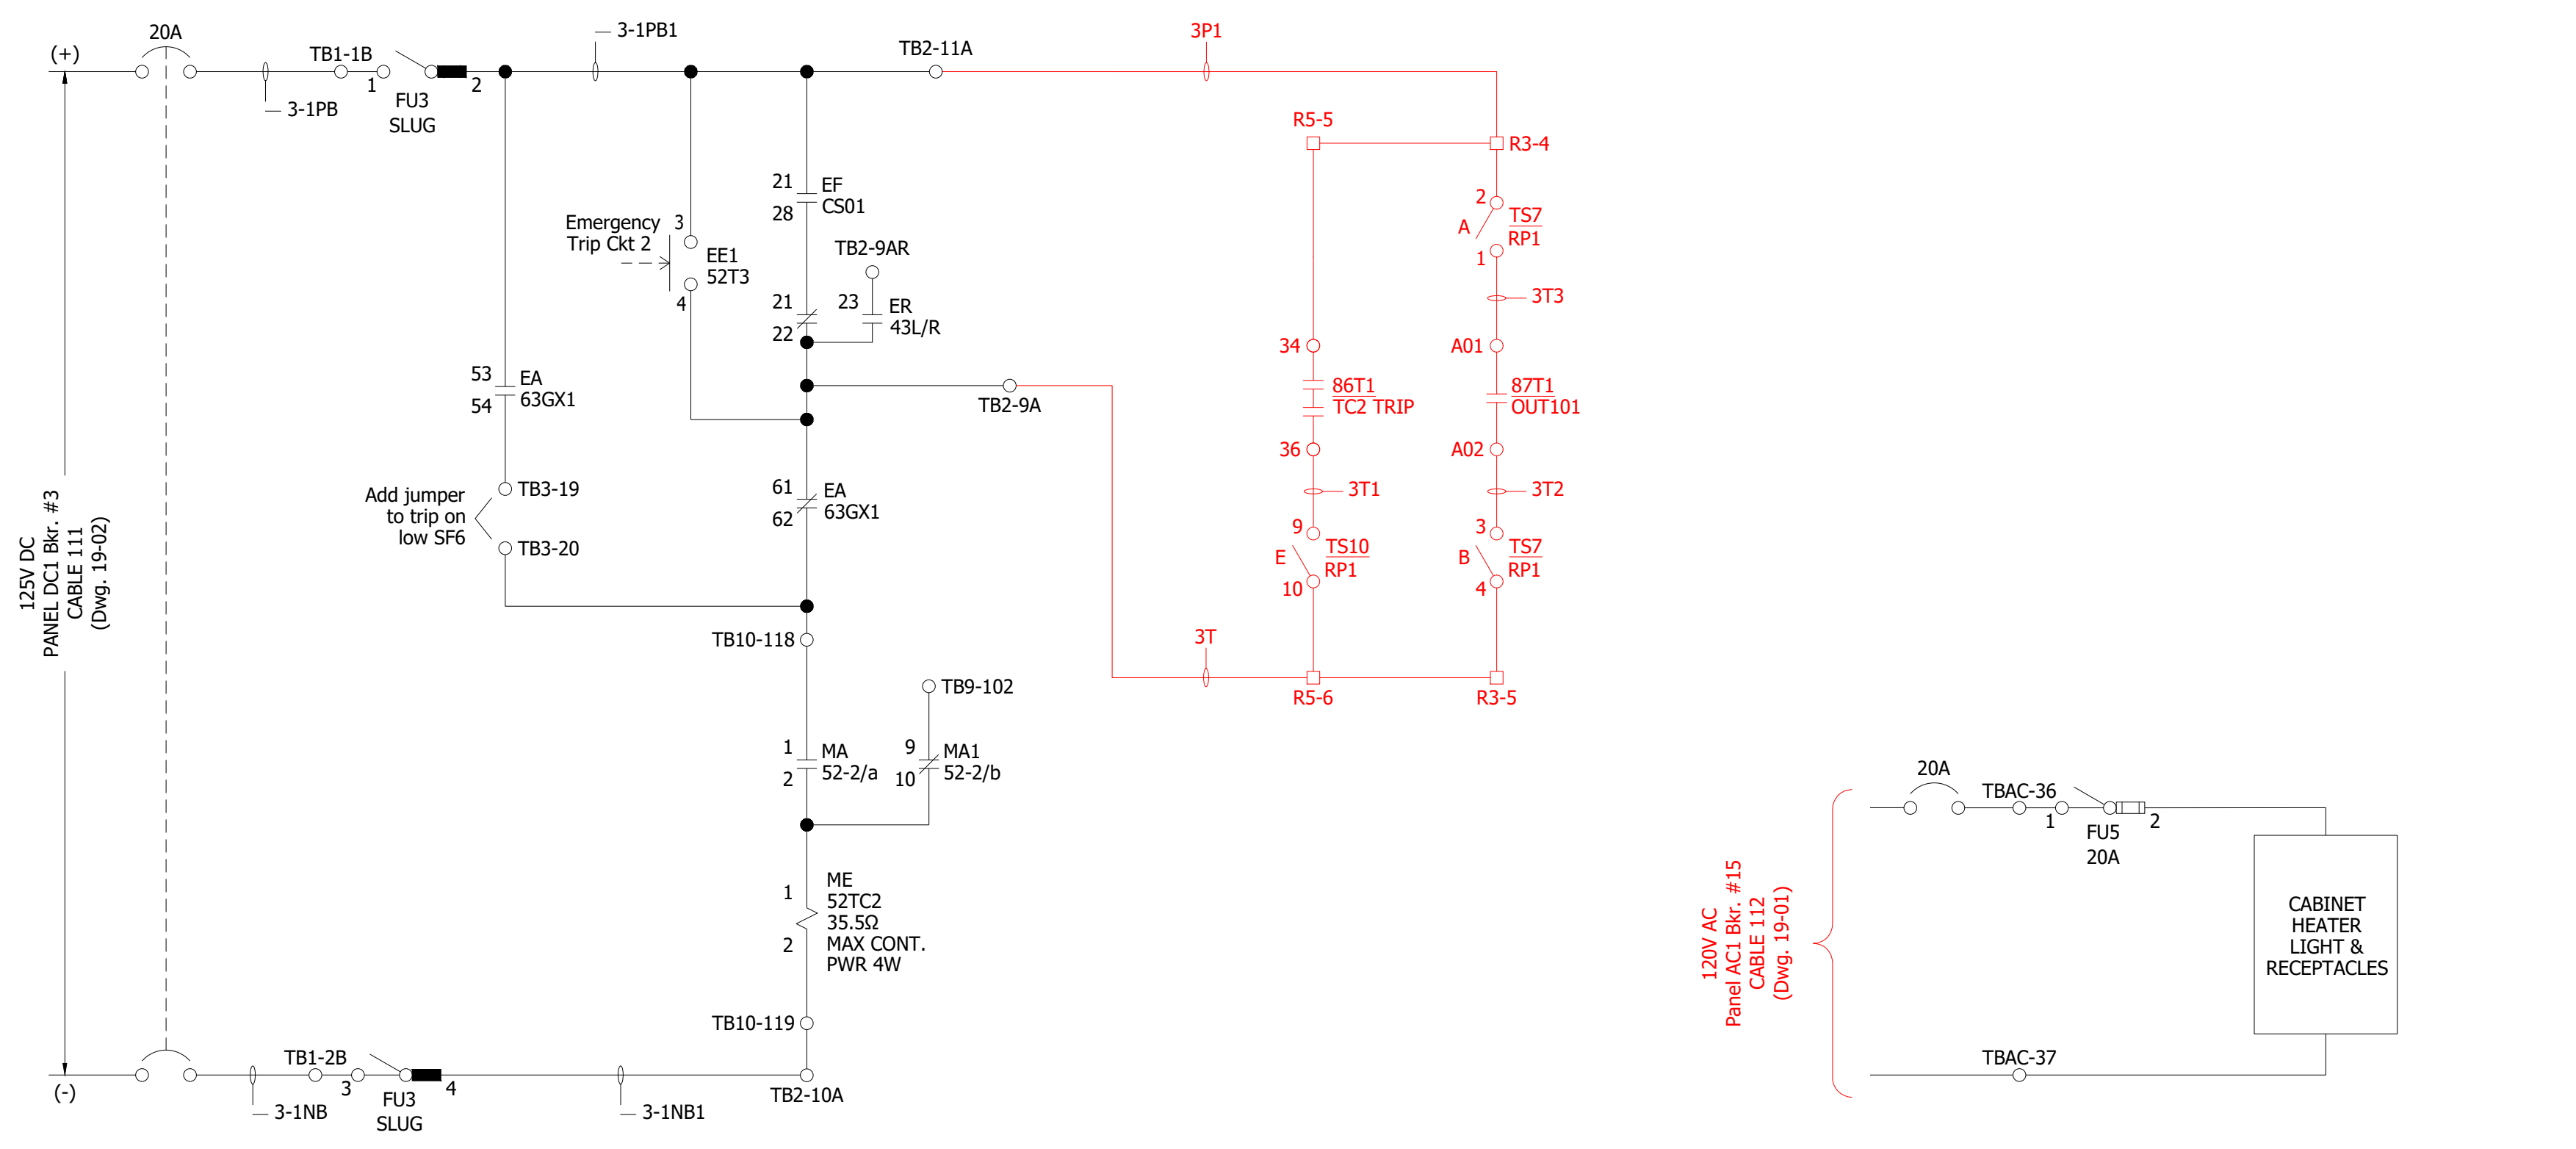 20A
(+)
3-1PB1
TB1-1B
1
2
FU3
SLUG
3-1PB
TB2-11A
3P1
R5-5
R3-4
21
EF
28
CS01
2
TS7
A
RP1
1
Emergency
Trip Ckt 2
3
EE1
52T3
4
TB2-9AR
21
23
ER
22
43L/R
3T3
34
A01
53
EA
54
63GX1
TB2-9A
86T1
TC2 TRIP
87T1
OUT101
36
A02
Add jumper
to trip on
low SF6
TB3-19
TB3-20
61
EA
62
63GX1
3T1
3T2
9
TS10
E
RP1
10
3
TS7
B
RP1
4
125V DC
PANEL DC1 Bkr. #3
CABLE 111
(Dwg. 19-02)
TB10-118
3T
R5-6
R3-5
TB9-102
1
MA
2
52-2/a
9
MA1
10
52-2/b
1
2
ME
52TC2
35.5Ω
MAX CONT.
PWR 4W
TB10-119
(-)
TB1-2B
3
4
FU3
SLUG
3-1NB
3-1NB1
TB2-10A
120V AC
Panel AC1 Bkr. #15
CABLE 112
(Dwg. 19-01)
20A
TBAC-36
1
2
FU5
20A
CABINET
HEATER
LIGHT &
RECEPTACLES
TBAC-37